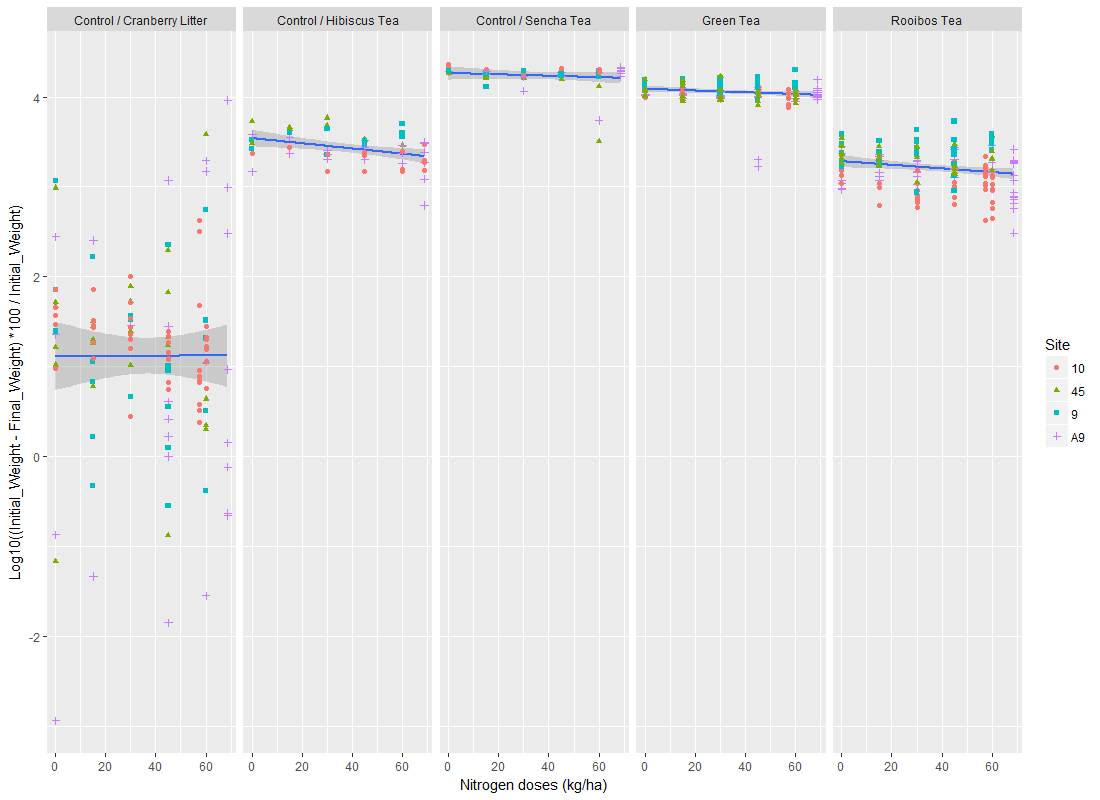 Control / Cranberry Litter Control / Hibiscus Tea Control / Sencha Tea Green Tea Rooibos Tea
Log10((Initial_Weight - Final_Weight) *100 / Initial_Weight)
4
2
0
-2
0 20 40 60 0 20 40 60 0 20 40 60 0 20 40 60 0 20 40 60
Nitrogen doses (kg/ha)
Site
10
45
9
A9